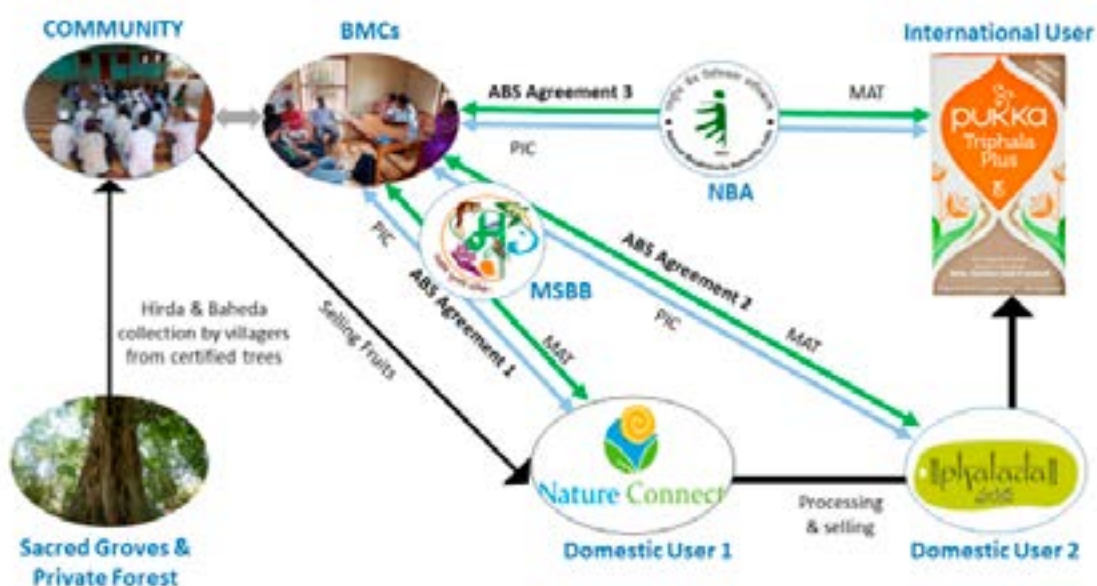 COMMUNITY
BMCs
International User
ABS Agreement 3
MAT
PIC
NBA
pukka
Triphala
Plus
PIC
MSBB
ABS Agreement 1
MAT
ABS Agreement 2
PIC
MAT
Hirda & Baheda
collection by villagers
from certified trees
Selling Fruits
Nature Connect
phalada
Processing
& selling
Sacred Groves &
Private Forest
Domestic User 1
Domestic User 2